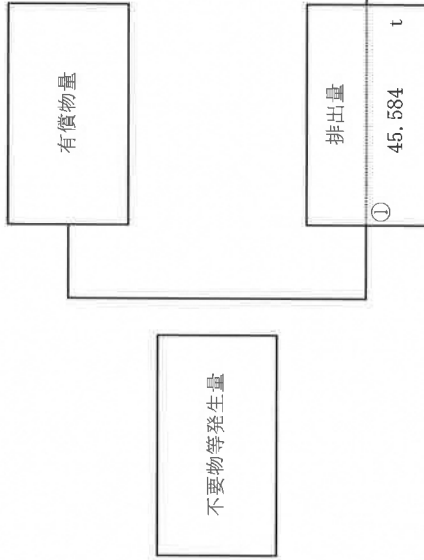 有償物量
不要物等発生量
排出量
①
45.584 t